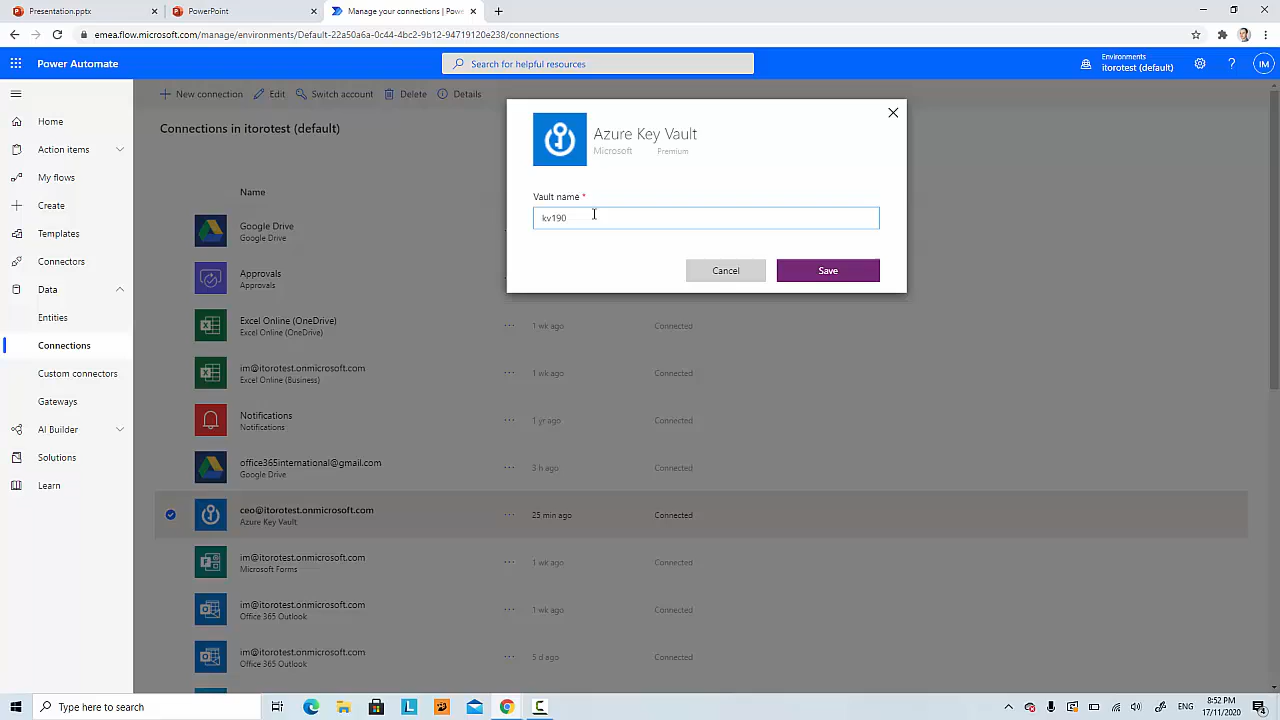 Presentation.pptx
PowerPoint
Manage your connections | Pow
emea.flow.microsoft.com/manage/environments/Default-22a50a6a-0c44-4bc2-9b12-94719120e238/connections
Power Automate
Search for helpful resources
Environments
itorotest (default)
IM
New connection
Edit
Switch account
Delete
Details
Connections in itorotest (default)
Home
Action items
My flows
Create
Templates
Connectors
Data
Entities
Connections
Custom connectors
Gateways
AI Builder
Solutions
Learn
Azure Key Vault
Microsoft Premium
Vault name *
kv190
Cancel
Save
Name
Google Drive
Google Drive
Approvals
Approvals
Excel Online (OneDrive)
Excel Online (OneDrive)
1 wk ago
Connected
im@itorotest.onmicrosoft.com
Excel Online (Business)
1 wk ago
Connected
Notifications
Notifications
1 yr ago
Connected
office365international@gmail.com
Google Drive
3 h ago
Connected
ceo@itorotest.onmicrosoft.com
Azure Key Vault
25 min ago
Connected
im@itorotest.onmicrosoft.com
Microsoft Forms
1 wk ago
Connected
im@itorotest.onmicrosoft.com
Office 365 Outlook
1 wk ago
Connected
im@itorotest.onmicrosoft.com
Office 365 Outlook
5 d ago
Connected
Type here to search
ENG
8:52 PM
17/11/2020